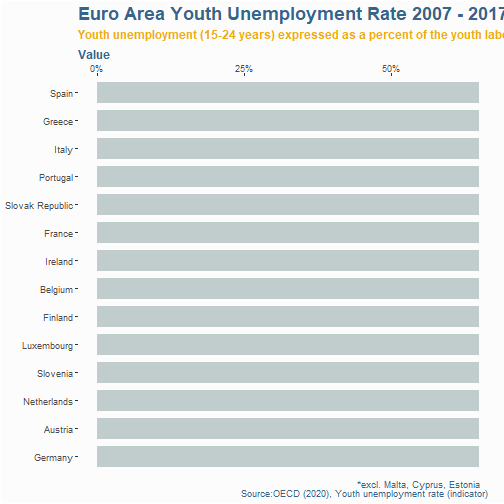 Euro Area Youth Unemployment Rate 2007 - 2017
Youth unemployment (15-24 years) expressed as a percent of the youth
Value
0% 25% 50%
Spain
Greece
Italy
Portugal
Slovak Republic
France
Ireland
Belgium
Finland
Luxembourg
Slovenia
Netherlands
Austria
Germany
*excl. Malta, Cyprus, Estonia
Source:OECD (2020), Youth unemployment rate (indicator)